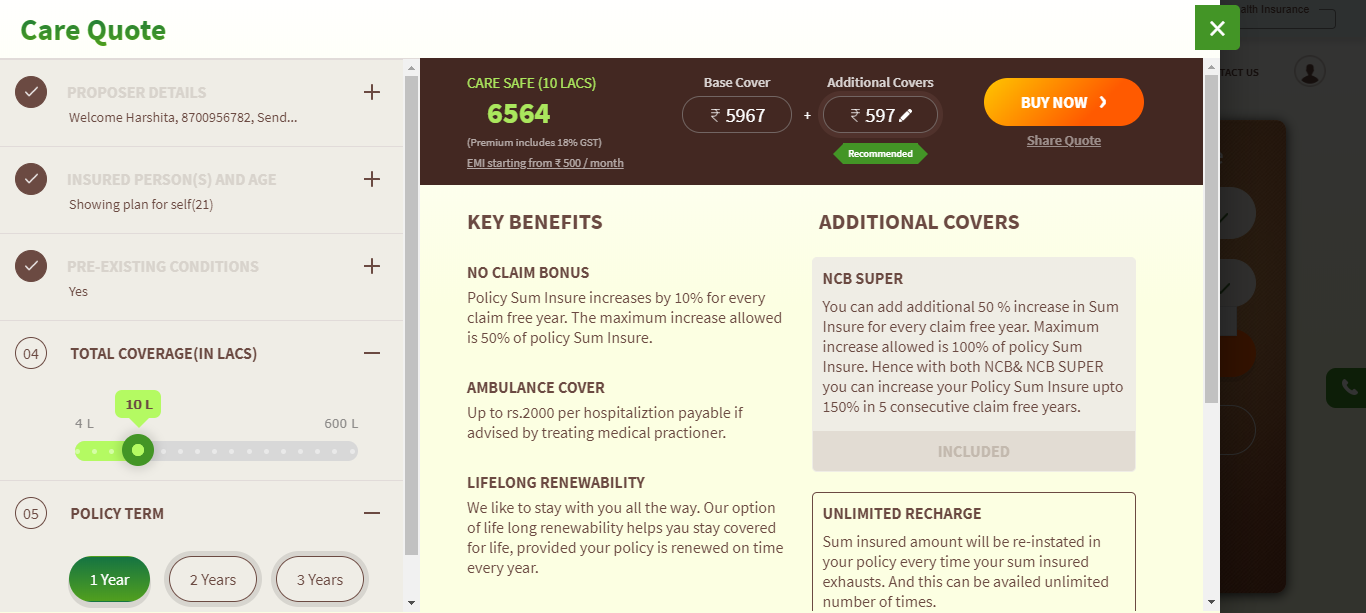 Care Quote
alth Insurance
TACT US
PROPOSER DETAILS
Welcome Harshita, 8700956782, Send...
INSURED PERSON(S) AND AGE
Showing plan for self(21)
PRE-EXISTING CONDITIONS
Yes
04 TOTAL COVERAGE(IN LACS)
10 L
4 L 600 L
05 POLICY TERM
1 Year 2 Years 3 Years
CARE SAFE (10 LACS)
6564
(Premium includes 18% GST)
EMI starting from ₹ 500 / month
Base Cover Additional Covers
₹ 5967 + ₹ 597
Recommended
BUY NOW ❯
Share Quote
KEY BENEFITS
NO CLAIM BONUS
Policy Sum Insure increases by 10% for every
claim free year. The maximum increase allowed
is 50% of policy Sum Insure.
AMBULANCE COVER
Up to rs.2000 per hospitaliztion payable if
advised by treating medical practioner.
LIFELONG RENEWABILITY
We like to stay with you all the way. Our option
of life long renewability helps yau stay covered
for life, provided your policy is renewed on time
every year.
ADDITIONAL COVERS
NCB SUPER
You can add additional 50 % increase in Sum
Insure for every claim free year. Maximum
increase allowed is 100% of policy Sum
Insure. Hence with both NCB& NCB SUPER
you can increase your Policy Sum Insure upto
150% in 5 consecutive claim free years.
INCLUDED
UNLIMITED RECHARGE
Sum insured amount will be re-instated in
your policy every time your sum insured
exhausts. And this can be availed unlimited
number of times.